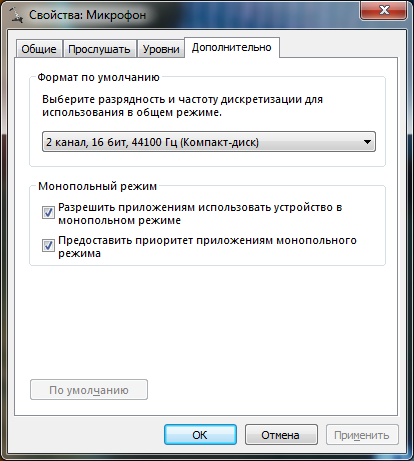 Свойства: Микрофон
Общие Прослушать Уровни Дополнительно
Формат по умолчанию
Выберите разрядность и частоту дискретизации для
использования в общем режиме.
2 канал, 16 бит, 44100 Гц (Компакт-диск)
Монопольный режим
Разрешить приложениям использовать устройство в
монопольном режиме
Предоставить приоритет приложениям монопольного
режима
По умолчанию
OK Отмена Применить